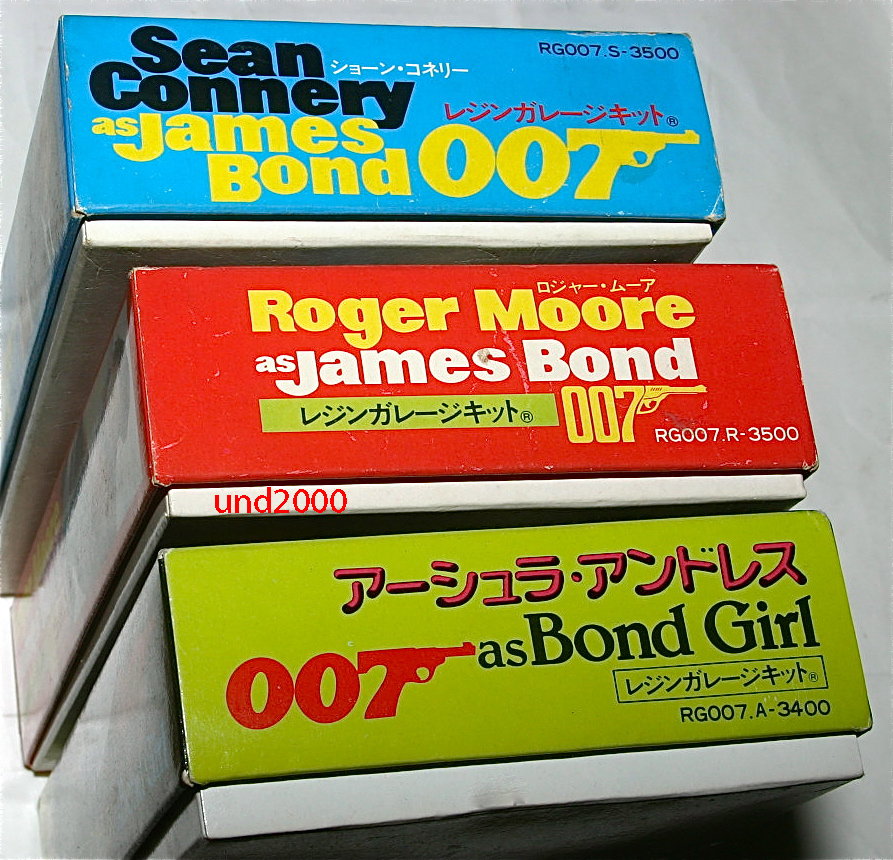 Sean
Connery
ショーン・コネリー
RG007.S-3500
as James
Bond
レジンガレージキット®
007
ロジャー・ムーア
Roger Moore
as James Bond
レジンガレージキット®
007
RG007.R-3500
und2000
アーシュラ・アンドレス
007
as Bond Girl
レジンガレージキット®
RG007.A-3400